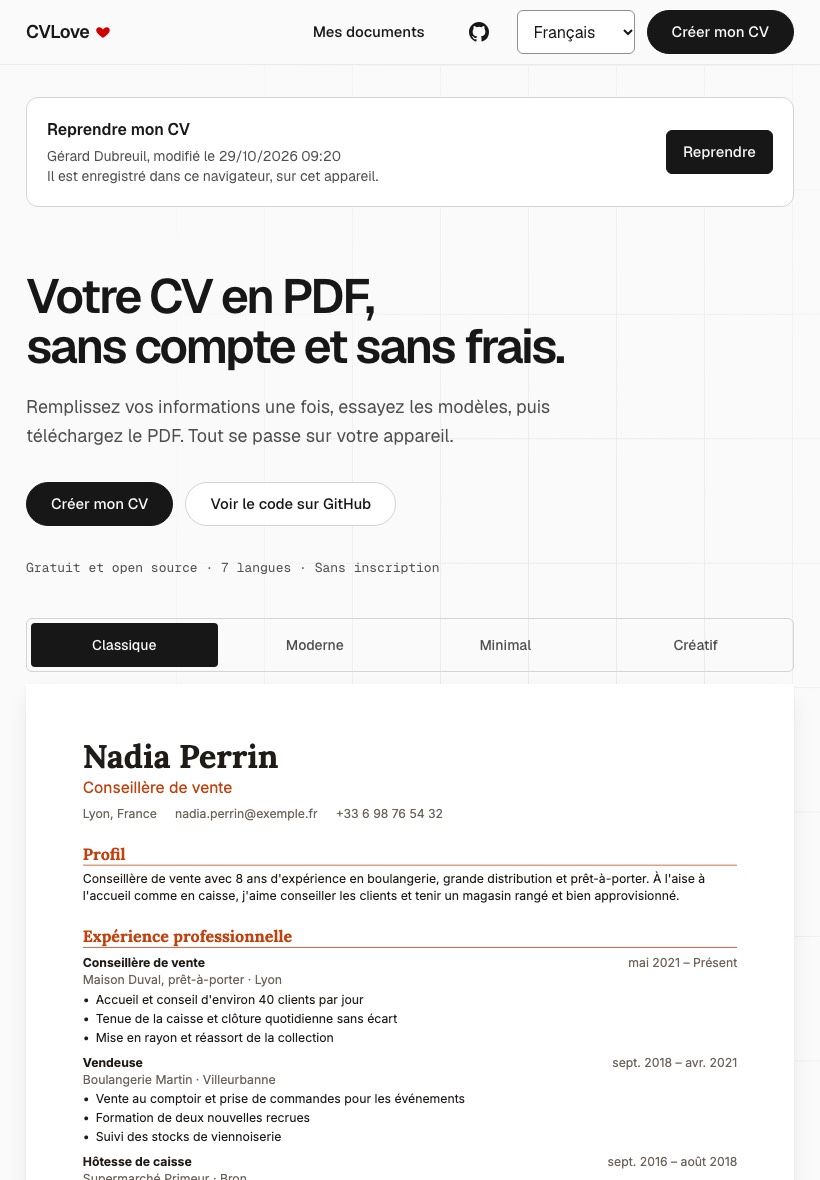 CVLove
Mes documents
Français
Créer mon CV
Reprendre mon CV
Gérard Dubreuil, modifié le 29/10/2026 09:20
Il est enregistré dans ce navigateur, sur cet appareil.
Reprendre
Votre CV en PDF,
sans compte et sans frais.
Remplissez vos informations une fois, essayez les modèles, puis
téléchargez le PDF. Tout se passe sur votre appareil.
Créer mon CV
Voir le code sur GitHub
Gratuit et open source · 7 langues · Sans inscription
Classique
Moderne
Minimal
Créatif
Nadia Perrin
Conseillère de vente
Lyon, France nadia.perrin@exemple.fr +33 6 98 76 54 32
Profil
Conseillère de vente avec 8 ans d'expérience en boulangerie, grande distribution et prêt-à-porter. À l'aise à
l'accueil comme en caisse, j'aime conseiller les clients et tenir un magasin rangé et bien approvisionné.
Expérience professionnelle
Conseillère de vente mai 2021 – Présent
Maison Duval, prêt-à-porter · Lyon
• Accueil et conseil d'environ 40 clients par jour
• Tenue de la caisse et clôture quotidienne sans écart
• Mise en rayon et réassort de la collection
Vendeuse sept. 2018 – avr. 2021
Boulangerie Martin · Villeurbanne
• Vente au comptoir et prise de commandes pour les événements
• Formation de deux nouvelles recrues
• Suivi des stocks de viennoiserie
Hôtesse de caisse sept. 2016 – août 2018
Supermarché Primeur · Bron